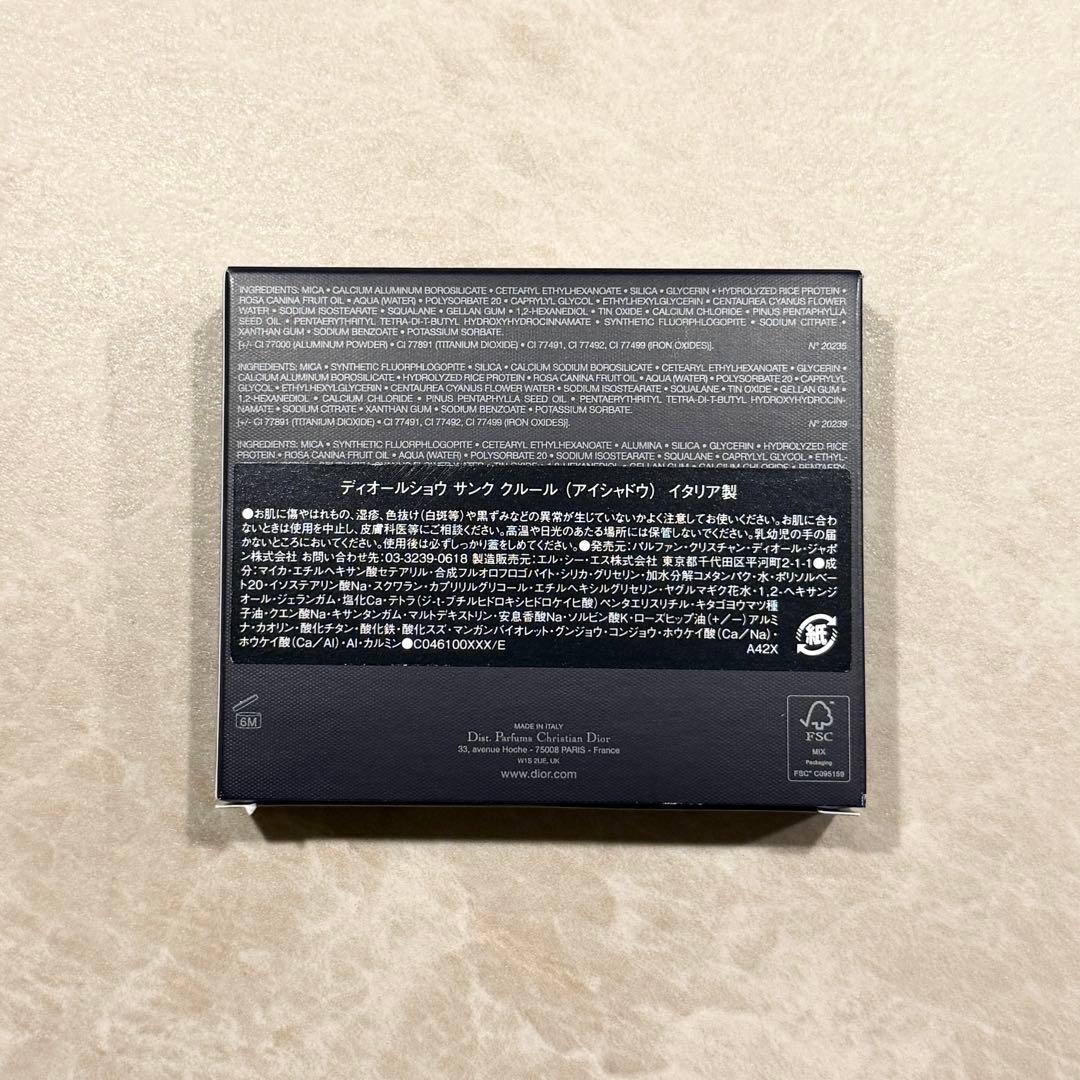 INGREDIENTS: MICA • CALCIUM ALUMINUM BOROSILICATE • CETEARYL ETHYLHEXANOATE • SILICA • GLYCERIN • HYDROLYZED RICE PROTEIN •
ROSA CANINA FRUIT OIL • AQUA (WATER) • POLYSORBATE 20 • CAPRYLYL GLYCOL • ETHYLHEXYLGLYCERIN • CENTAUREA CYANUS FLOWER
WATER • SODIUM ISOSTEARATE • SQUALANE • GELLAN GUM • 1,2-HEXANEDIOL • TIN OXIDE • CALCIUM CHLORIDE • PINUS PENTAPHYLLA
SEED OIL • PENTAERYTHRITYL TETRA-DI-T-BUTYL HYDROXYHYDROCINNAMATE • SYNTHETIC FLUORPHLOGOPITE • SODIUM CITRATE •
XANTHAN GUM • SODIUM BENZOATE • POTASSIUM SORBATE.
[+/- CI 77000 (ALUMINUM POWDER) • CI 77891 (TITANIUM DIOXIDE) • CI 77491, CI 77492, CI 77499 (IRON OXIDES)]. N° 20235
INGREDIENTS: MICA • SYNTHETIC FLUORPHLOGOPITE • SILICA • CALCIUM SODIUM BOROSILICATE • CETEARYL ETHYLHEXANOATE • GLYCERIN •
CALCIUM ALUMINUM BOROSILICATE • HYDROLYZED RICE PROTEIN • ROSA CANINA FRUIT OIL • AQUA (WATER) • POLYSORBATE 20 • CAPRYLYL
GLYCOL • ETHYLHEXYLGLYCERIN • CENTAUREA CYANUS FLOWER WATER • SODIUM ISOSTEARATE • SQUALANE • TIN OXIDE • GELLAN GUM •
1,2-HEXANEDIOL • CALCIUM CHLORIDE • PINUS PENTAPHYLLA SEED OIL • PENTAERYTHRITYL TETRA-DI-T-BUTYL HYDROXYHYDROCIN-
NAMATE • SODIUM CITRATE • XANTHAN GUM • SODIUM BENZOATE • POTASSIUM SORBATE.
[+/- CI 77891 (TITANIUM DIOXIDE) • CI 77491, CI 77492, CI 77499 (IRON OXIDES)]. N° 20239
INGREDIENTS: MICA • SYNTHETIC FLUORPHLOGOPITE • CETEARYL ETHYLHEXANOATE • ALUMINA • SILICA • GLYCERIN • HYDROLYZED RICE
PROTEIN • ROSA CANINA FRUIT OIL • AQUA (WATER) • POLYSORBATE 20 • SODIUM ISOSTEARATE • SQUALANE • CAPRYLYL GLYCOL • ETHYL-
ディオールショウ サンク クルール（アイシャドウ） イタリア製
●お肌に傷やはれもの、湿疹、色抜け(白斑等)や黒ずみなどの異常が生じていないかよく注意してお使いください。お肌に合わ
ないときは使用を中止し、皮膚科医等にご相談ください。高温や日光のあたる場所には保管しないでください。乳幼児の手の届
かないところにおいてください。使用後は必ずしっかり蓋をしめてください。●発売元：パルファン・クリスチャン・ディオール・ジャポ
ン株式会社 お問い合わせ先：03-3239-0618 製造販売元：エル・シー・エス株式会社 東京都千代田区平河町2-1-1●成
分：マイカ・エチルヘキサン酸セテアリル・合成フルオロフロゴパイト・シリカ・グリセリン・加水分解コメタンパク・水・ポリソルベー
ト20・イソステアリン酸Na・スクワラン・カプリリルグリコール・エチルヘキシルグリセリン・ヤグルマギク花水・1,2-ヘキサンジ
オール・ジェランガム・塩化Ca・テトラ(ジ-t-ブチルヒドロキシヒドロケイヒ酸)ペンタエリスリチル・キタゴヨウマツ種
子油・クエン酸Na・キサンタンガム・マルトデキストリン・安息香酸Na・ソルビン酸K・ローズヒップ油(+/−)アルミ
ナ・カオリン・酸化チタン・酸化鉄・酸化スズ・マンガンバイオレット・グンジョウ・コンジョウ・ホウケイ酸(Ca/Na)・
ホウケイ酸(Ca/Al)・Al・カルミン●C046100XXX/E A42X
紙
6M
MADE IN ITALY
Dist. Parfums Christian Dior
33, avenue Hoche - 75008 PARIS - France
W1S 2UE, UK
www.dior.com
FSC
MIX
Packaging
FSC® C095159